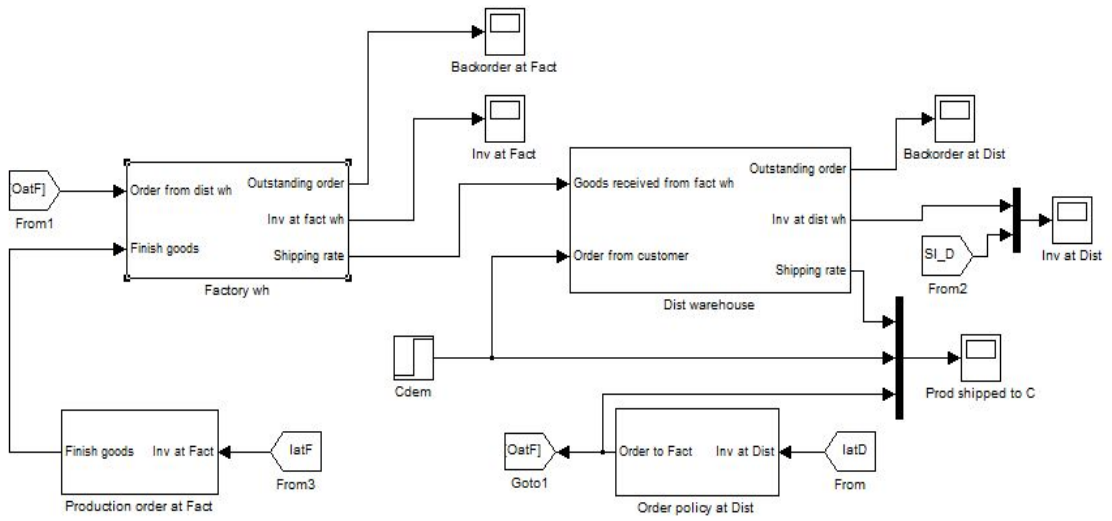 Backorder at Fact
Inv at Fact
Backorder at Dist
OatF]
From1
Order from dist wh
Finish goods
Outstanding order
Inv at fact wh
Shipping rate
Factory wh
Goods received from fact wh
Order from customer
Outstanding order
Inv at dist wh
Shipping rate
Dist warehouse
SI_D
From2
Inv at Dist
Cdem
Prod shipped to C
Finish goods
Inv at Fact
Production order at Fact
IatF
From3
[OatF]
Goto1
Order to Fact
Inv at Dist
Order policy at Dist
IatD
From